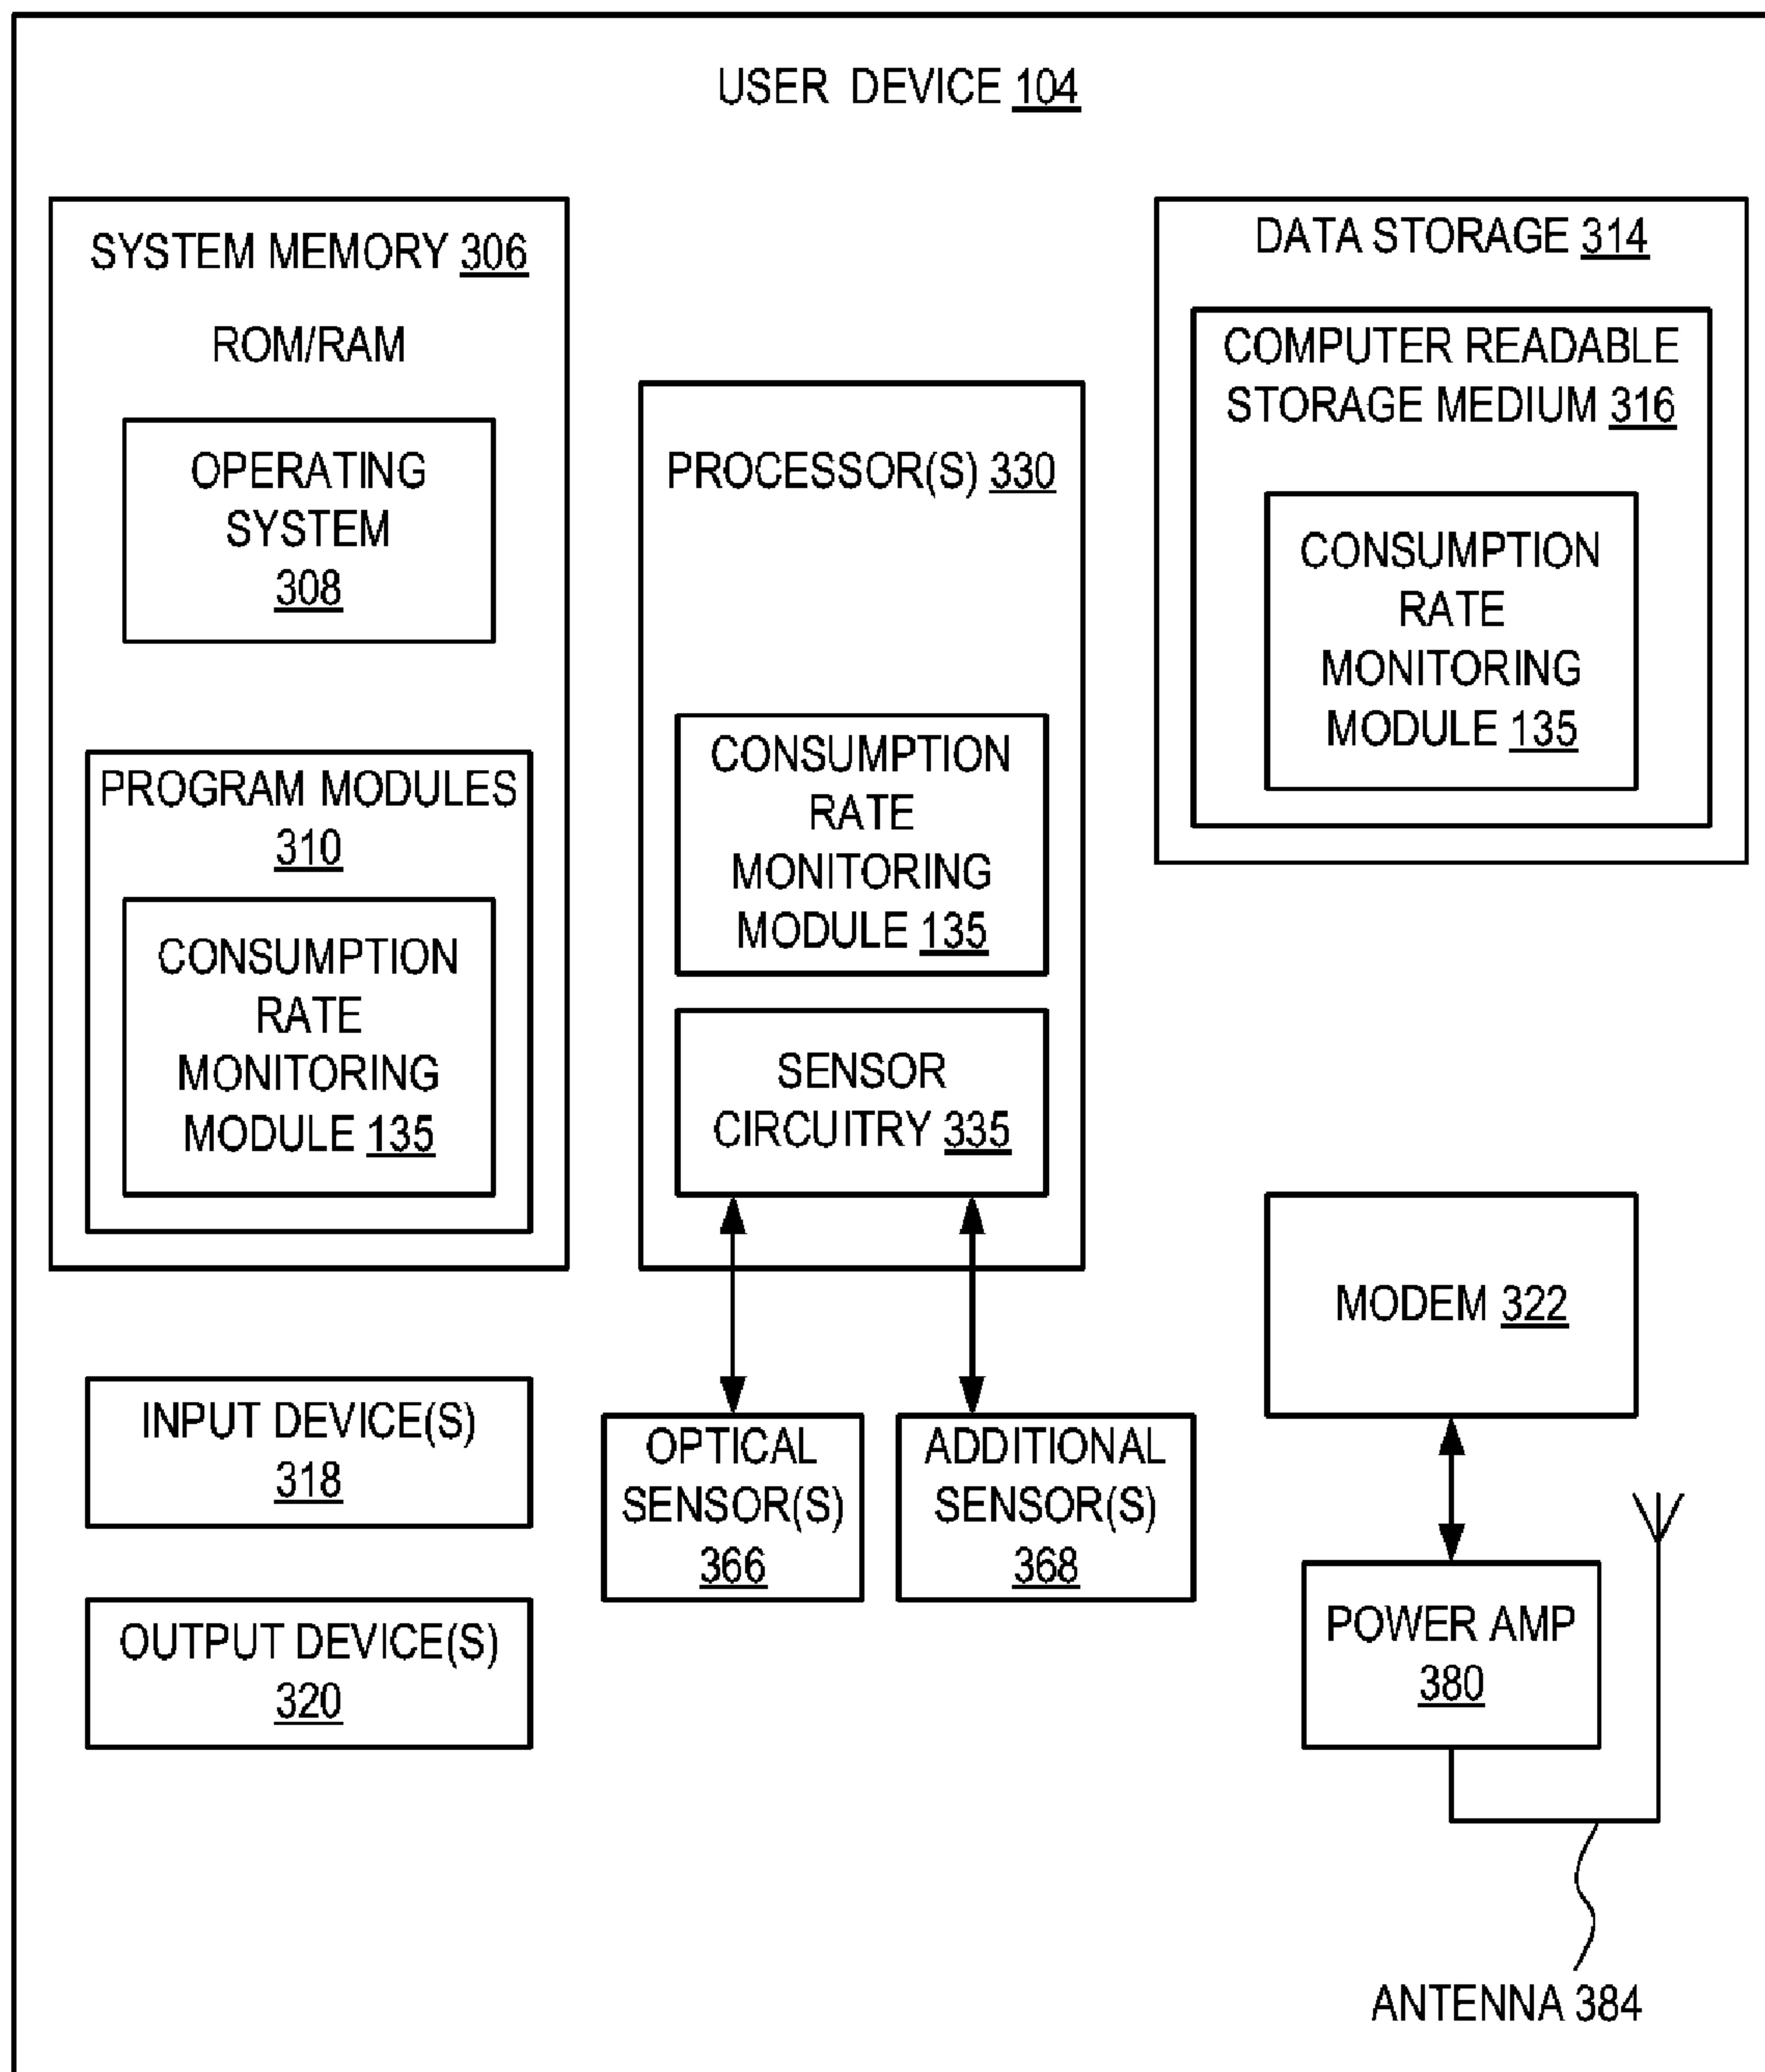 USER DEVICE 104
SYSTEM MEMORY 306
ROM/RAM
OPERATING
SYSTEM
308
PROGRAM MODULES
310
CONSUMPTION
RATE
MONITORING
MODULE 135
PROCESSOR(S) 330
CONSUMPTION
RATE
MONITORING
MODULE 135
SENSOR
CIRCUITRY 335
DATA STORAGE 314
COMPUTER READABLE
STORAGE MEDIUM 316
CONSUMPTION
RATE
MONITORING
MODULE 135
INPUT DEVICE(S)
318
OUTPUT DEVICE(S)
320
OPTICAL
SENSOR(S)
366
ADDITIONAL
SENSOR(S)
368
MODEM 322
POWER AMP
380
ANTENNA 384